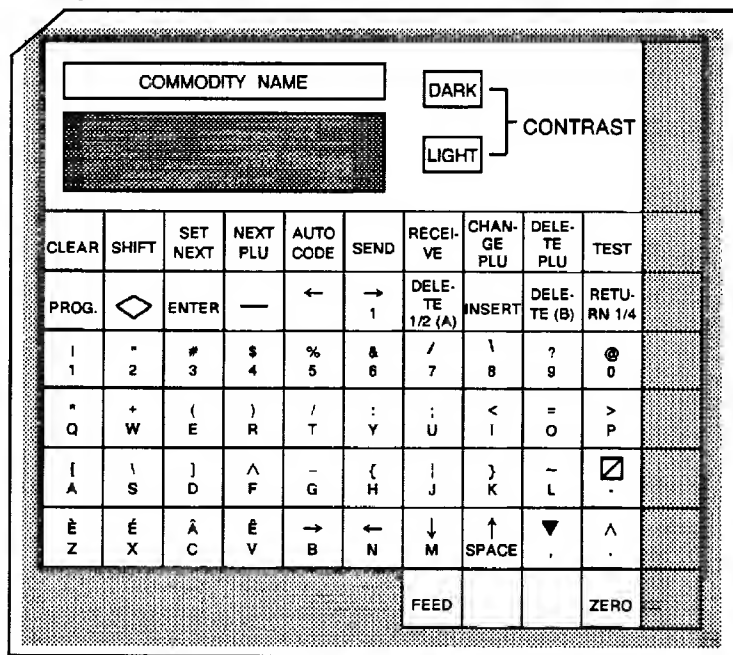 COMMODITY NAME
DARK
LIGHT
CONTRAST
CLEAR SHIFT SET NEXT NEXT PLU AUTO CODE SEND RECEI- VE CHAN- GE PLU DELE- TE PLU TEST
PROG. ENTER — ← → 1 DELE- TE 1/2 (A) INSERT DELE- TE (B) RETU- RN 1/4
| " # $ % & / \ ? @
1 2 3 4 5 6 7 8 9 0
* + ( ) / : ; < = >
Q W E R T Y U I O P
[ \ ] ∧ – { | } ~
A S D F G H J K L -
È É Â Ê → ← ↓ ↑ ▼ ∧
Z X C V B N M SPACE , .
FEED ZERO